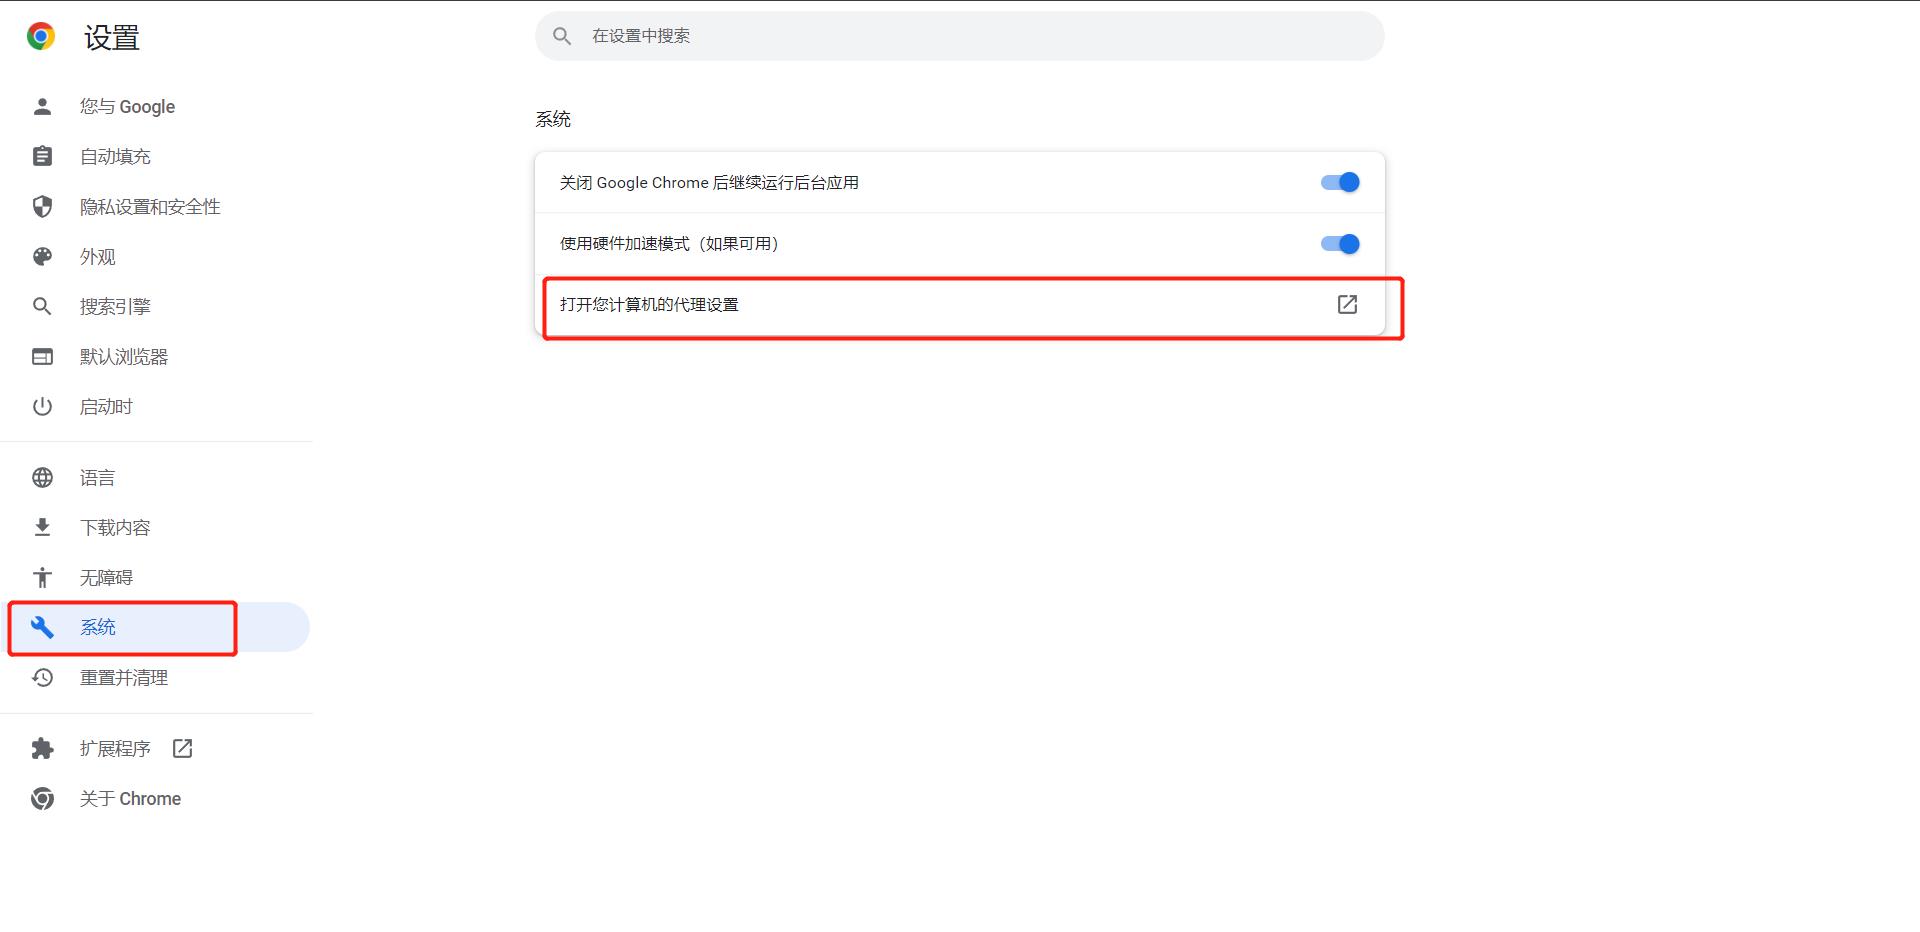 设置
在设置中搜索
您与 Google
自动填充
隐私设置和安全性
外观
搜索引擎
默认浏览器
启动时
语言
下载内容
无障碍
系统
重置并清理
扩展程序
关于 Chrome
系统
关闭 Google Chrome 后继续运行后台应用
使用硬件加速模式（如果可用）
打开您计算机的代理设置